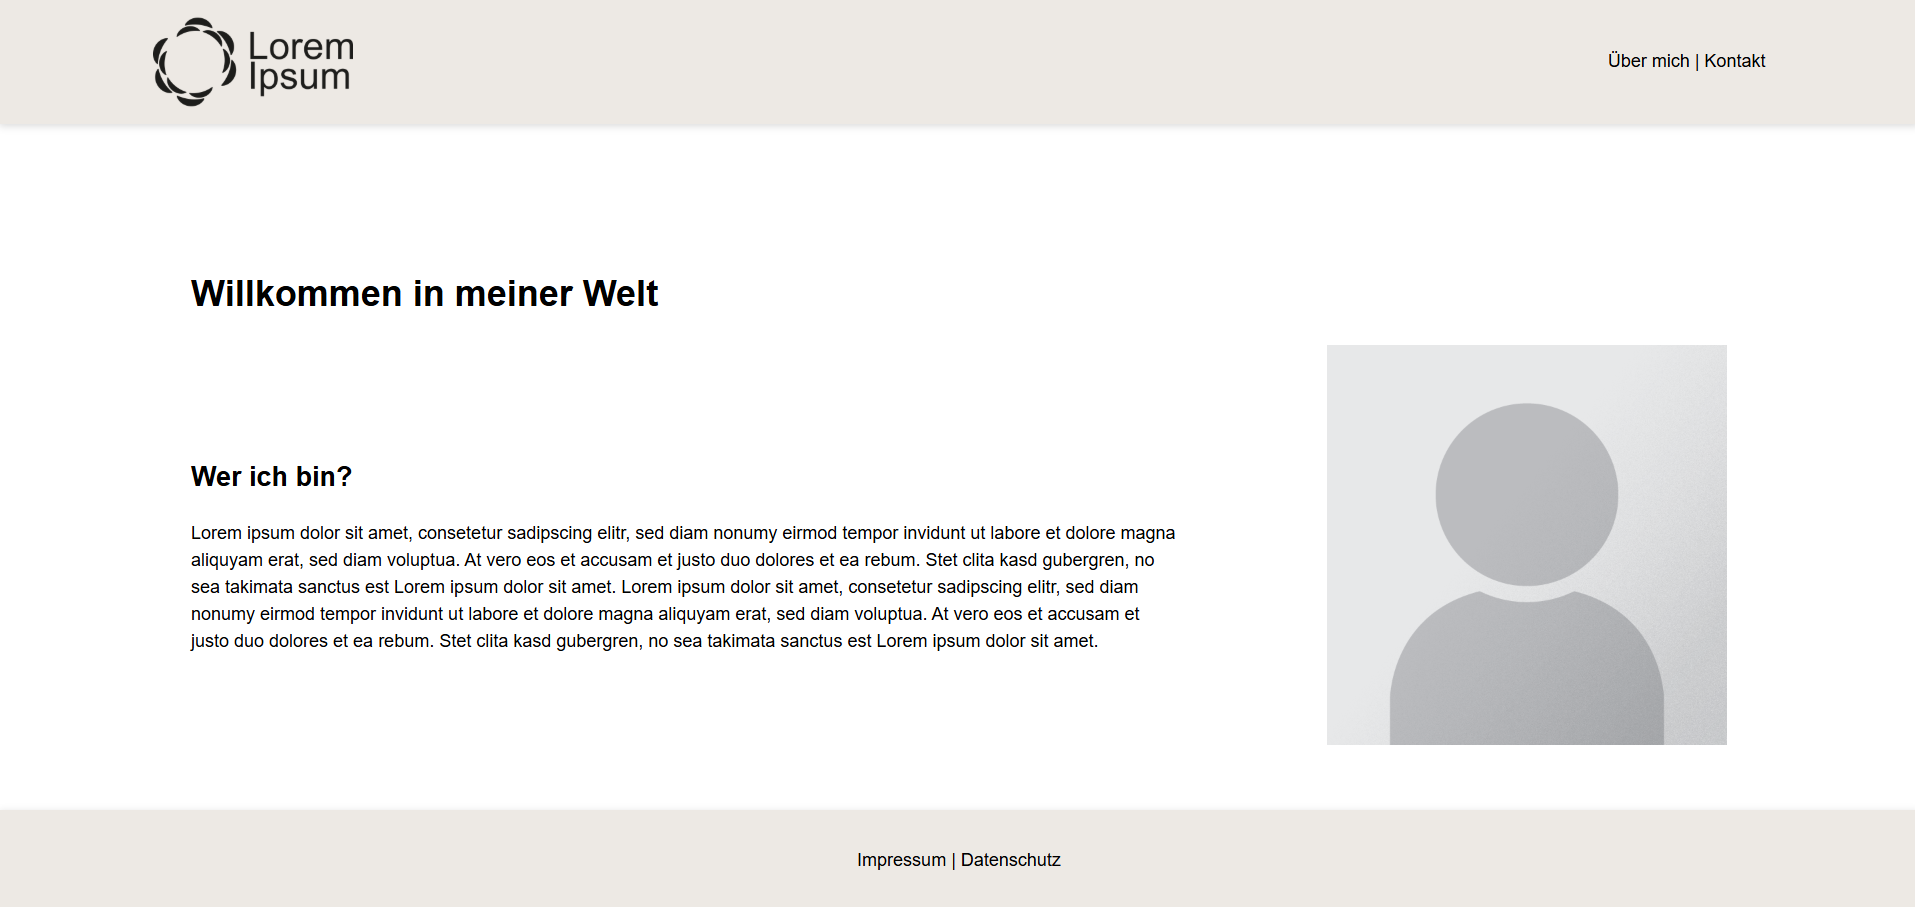 Lorem
Ipsum
Über mich | Kontakt
Willkommen in meiner Welt
Wer ich bin?
Lorem ipsum dolor sit amet, consetetur sadipscing elitr, sed diam nonumy eirmod tempor invidunt ut labore et dolore magna
aliquyam erat, sed diam voluptua. At vero eos et accusam et justo duo dolores et ea rebum. Stet clita kasd gubergren, no
sea takimata sanctus est Lorem ipsum dolor sit amet. Lorem ipsum dolor sit amet, consetetur sadipscing elitr, sed diam
nonumy eirmod tempor invidunt ut labore et dolore magna aliquyam erat, sed diam voluptua. At vero eos et accusam et
justo duo dolores et ea rebum. Stet clita kasd gubergren, no sea takimata sanctus est Lorem ipsum dolor sit amet.
Impressum | Datenschutz